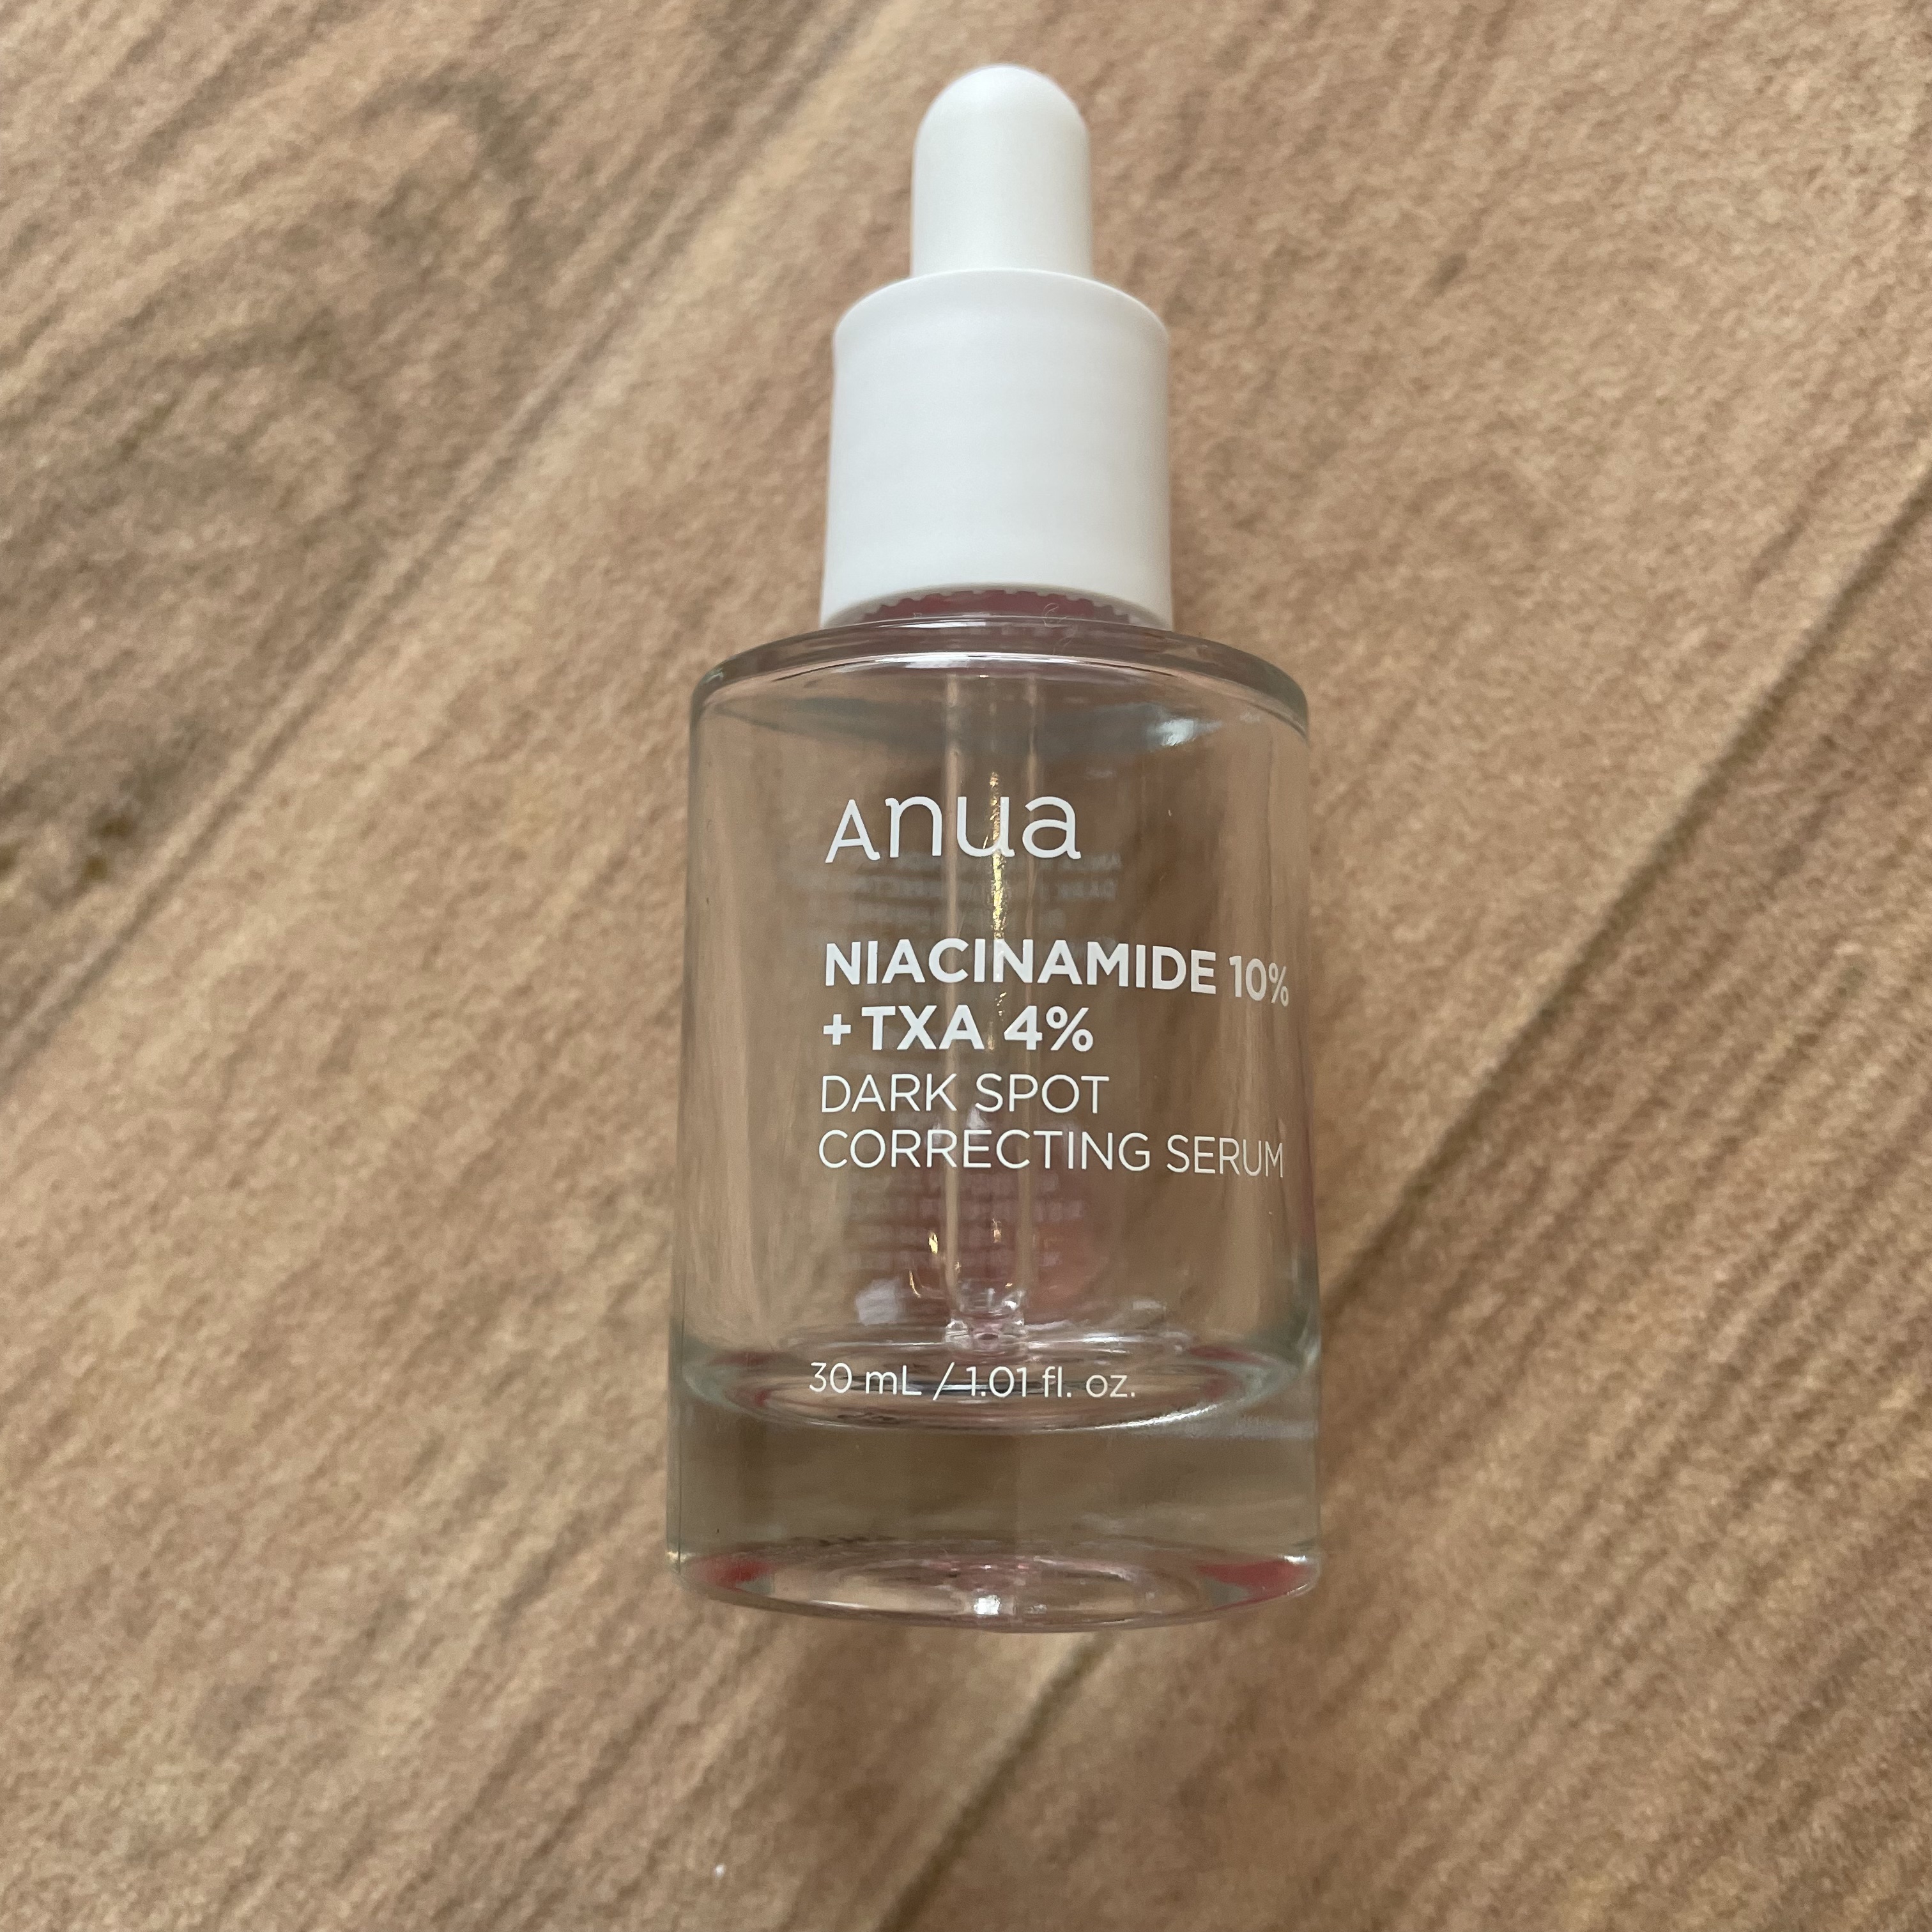 Anua
NIACINAMIDE 10%
+ TXA 4%
DARK SPOT
CORRECTING SERUM
30 mL / 1.01 fl. oz.